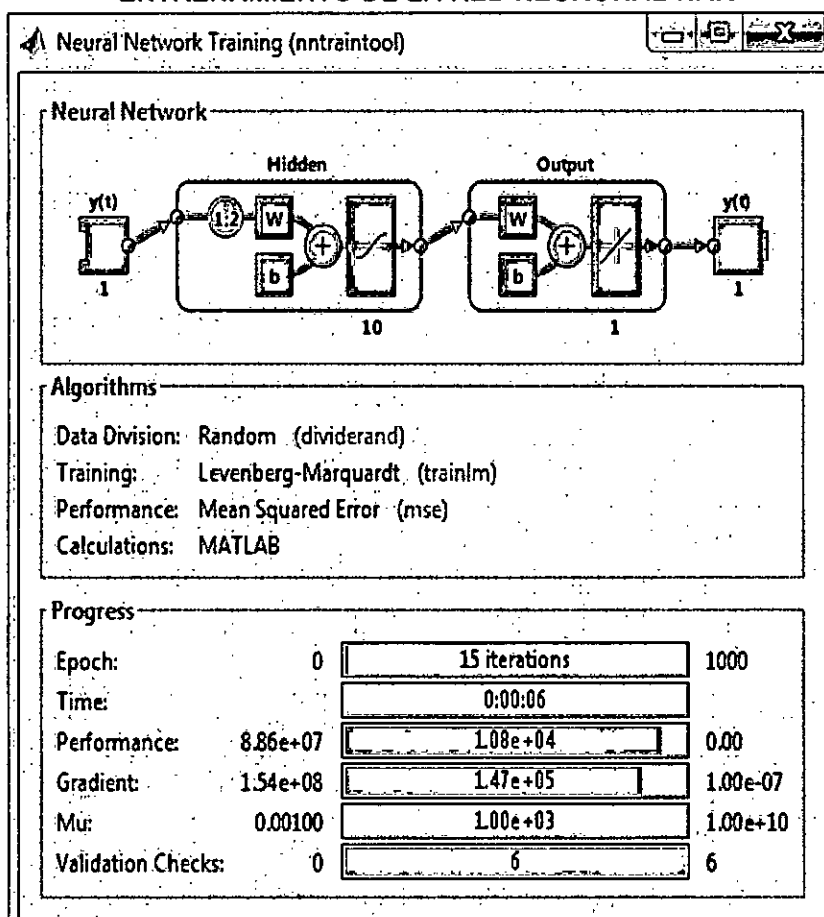 Neural Network Training (nntraintool)
Neural Network
Hidden
Output
y(t)
1:2
W
b
W
b
y(t)
1
10
1
1
Algorithms
Data Division: Random (dividerand)
Training: Levenberg-Marquardt (trainlm)
Performance: Mean Squared Error (mse)
Calculations: MATLAB
Progress
Epoch: 0 15 iterations 1000
Time: 0:00:06
Performance: 8.86e+07 1.08e+04 0.00
Gradient: 1.54e+08 1.47e+05 1.00e-07
Mu: 0.00100 1.00e+03 1.00e+10
Validation Checks: 0 6 6